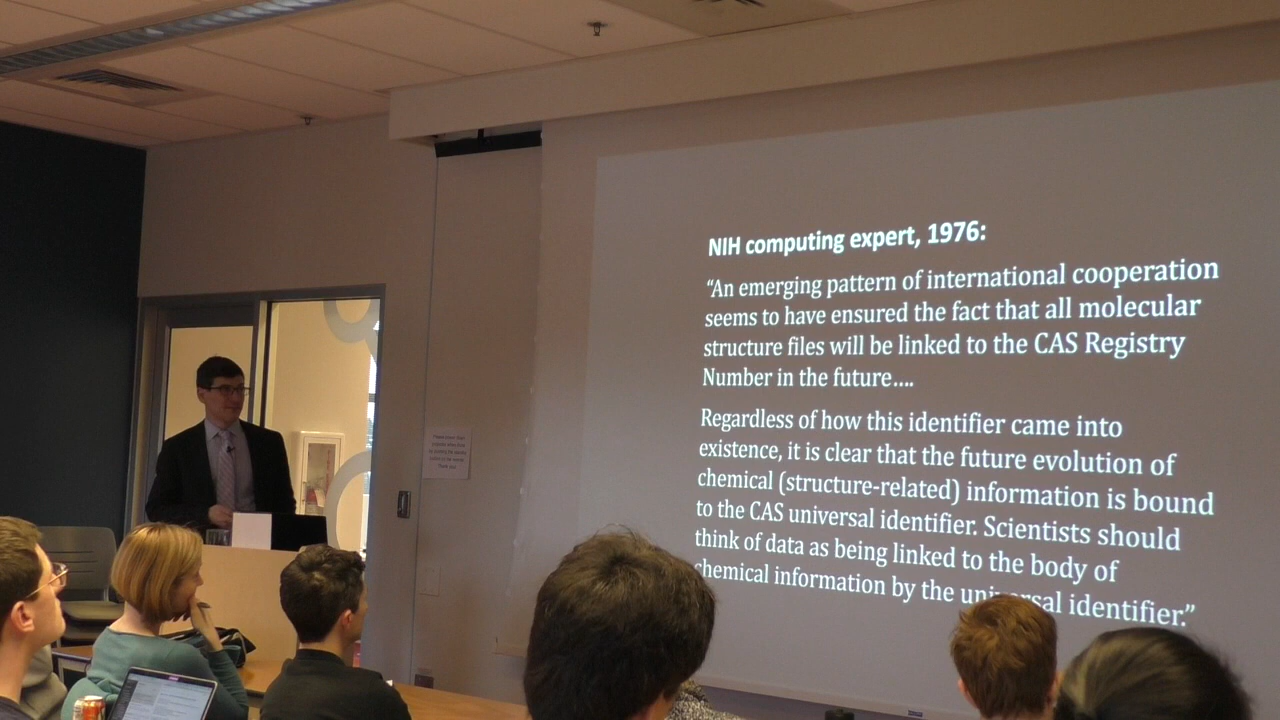 NIH computing expert, 1976:
“An emerging pattern of international cooperation
seems to have ensured the fact that all molecular
structure files will be linked to the CAS Registry
Number in the future….
Regardless of how this identifier came into
existence, it is clear that the future evolution of
chemical (structure-related) information is bound
to the CAS universal identifier. Scientists should
think of data as being linked to the body of
chemical information by the universal identifier.”